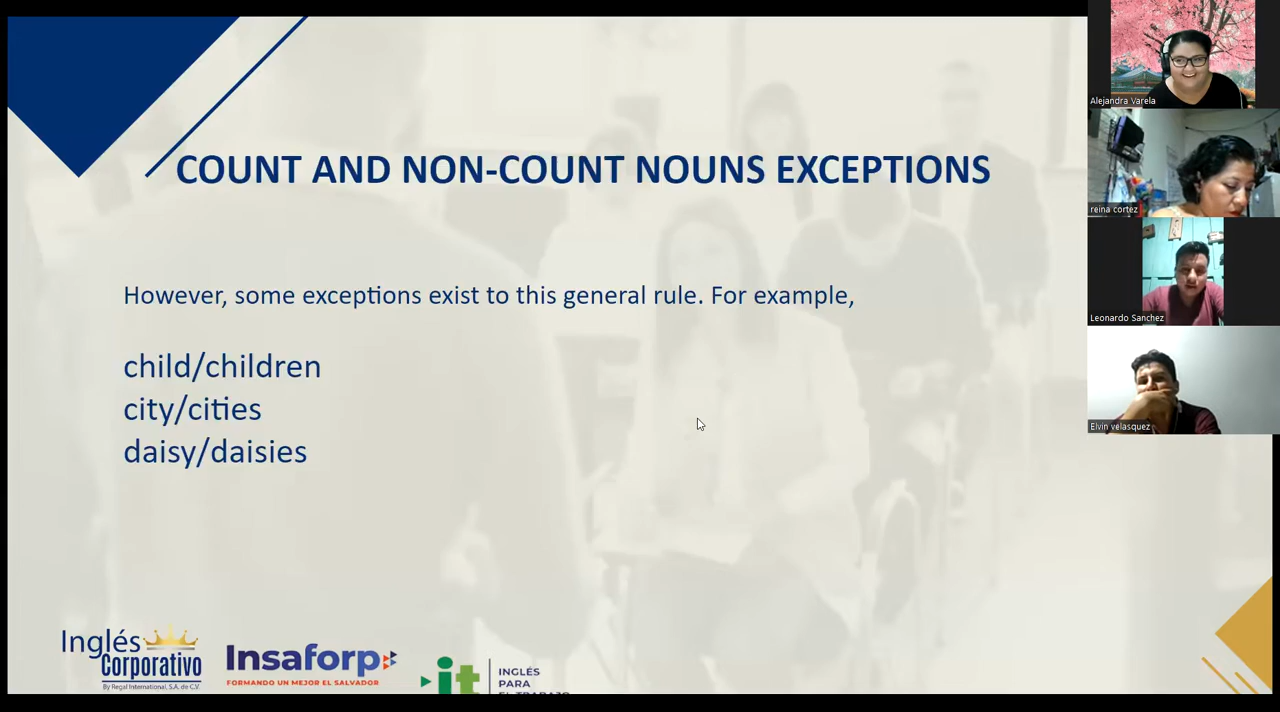 COUNT AND NON-COUNT NOUNS EXCEPTIONS
However, some exceptions exist to this general rule. For example,
child/children
city/cities
daisy/daisies
Inglés
Corporativo
By Regal International, S.A. de C.V.
Insaforp
FORMANDO UN MEJOR EL SALVADOR
it
INGLÉS
PARA
EL TRABAJO
Alejandra Varela
reina cortez
Leonardo Sanchez
Elvin velasquez